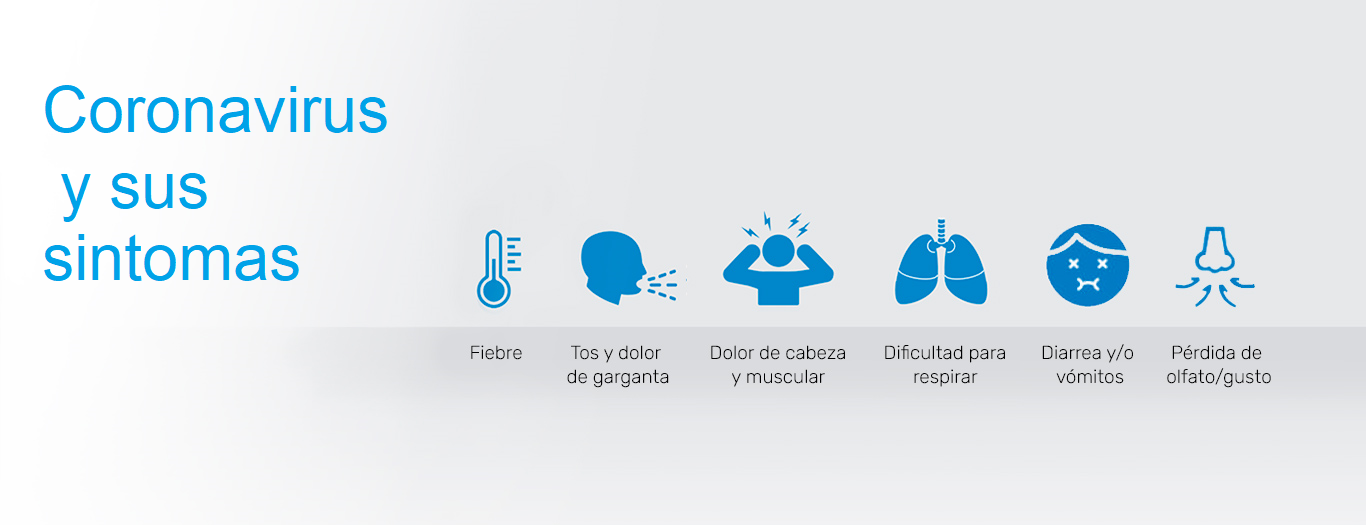 Coronavirus
y sus
sintomas
Fiebre
Tos y dolor
de garganta
Dolor de cabeza
y muscular
Dificultad para
respirar
Diarrea y/o
vómitos
Pérdida de
olfato/gusto